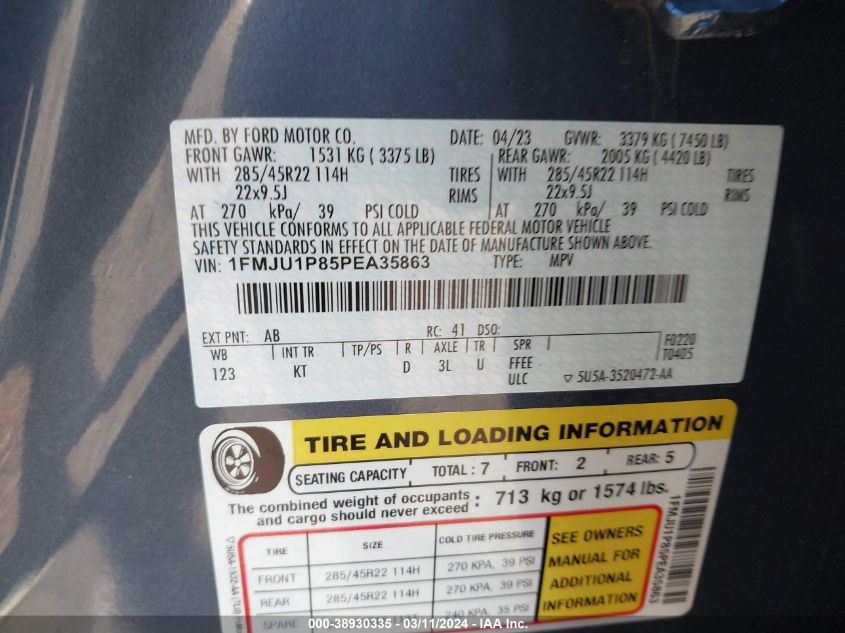 MFD. BY FORD MOTOR CO. DATE: 04/23 GVWR: 3379 KG ( 7450 LB)
FRONT GAWR: 1531 KG ( 3375 LB) REAR GAWR: 2005 KG ( 4420 LB)
WITH 285/45R22 114H TIRES WITH 285/45R22 114H TIRES
22x9.5J RIMS 22x9.5J RIMS
AT 270 kPa/ 39 PSI COLD AT 270 kPa/ 39 PSI COLD
THIS VEHICLE CONFORMS TO ALL APPLICABLE FEDERAL MOTOR VEHICLE
SAFETY STANDARDS IN EFFECT ON THE DATE OF MANUFACTURE SHOWN ABOVE.
VIN: 1FMJU1P85PEA35863 TYPE: MPV
EXT PNT: AB RC: 41 DSO: F0220
WB INT TR TP/PS R AXLE TR SPR T0405
123 KT D 3L U FFEE
ULC ▽ 5U5A-3520472-AA
TIRE AND LOADING INFORMATION
SEATING CAPACITY TOTAL : 7 FRONT: 2 REAR: 5
The combined weight of occupants and cargo should never exceed : 713 kg or 1574 lbs.
TIRE SIZE COLD TIRE PRESSURE
FRONT 285/45R22 114H 270 KPA, 39 PSI
REAR 285/45R22 114H 270 KPA, 39 PSI
SPARE 240 KPA, 35 PSI
SEE OWNERS
MANUAL FOR
ADDITIONAL
INFORMATION
1FMJU1P85PEA35863
000-38930335 - 03/11/2024 - IAA Inc.